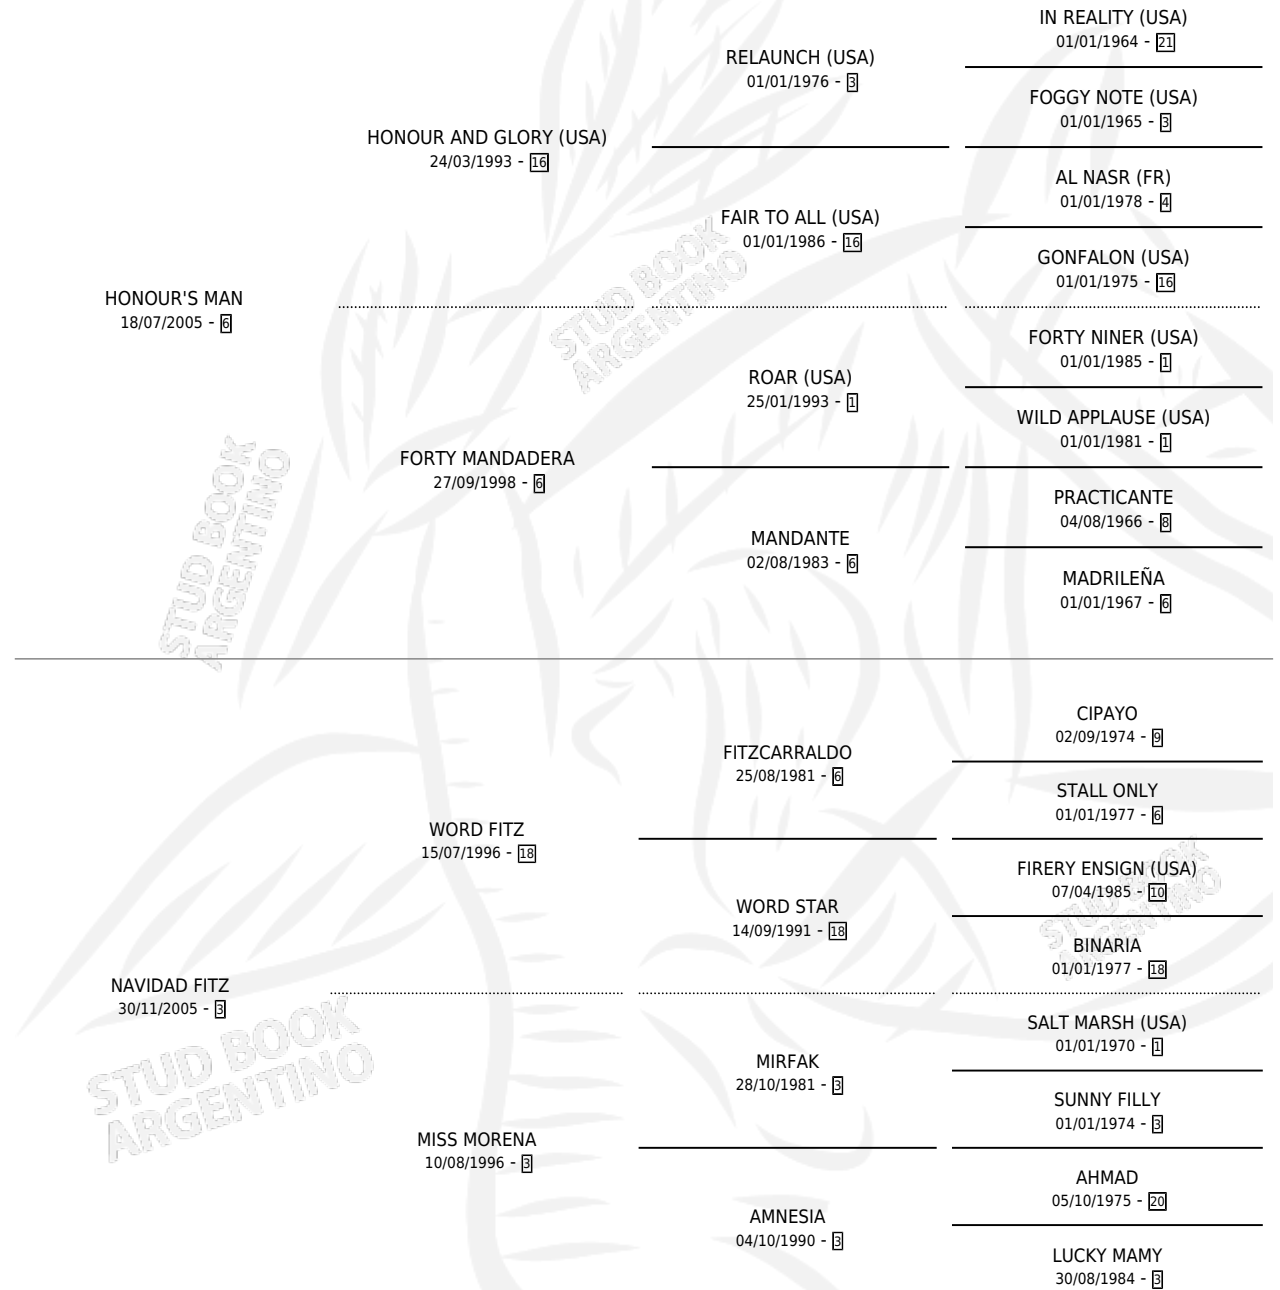 IN REALITY (USA)
01/01/1964 - 21
RELAUNCH (USA)
01/01/1976 - 3
FOGGY NOTE (USA)
01/01/1965 - 3
HONOUR AND GLORY (USA)
24/03/1993 - 16
AL NASR (FR)
01/01/1978 - 4
FAIR TO ALL (USA)
01/01/1986 - 16
GONFALON (USA)
01/01/1975 - 16
HONOUR'S MAN
18/07/2005 - 6
FORTY NINER (USA)
01/01/1985 - 1
ROAR (USA)
25/01/1993 - 1
WILD APPLAUSE (USA)
01/01/1981 - 1
FORTY MANDADERA
27/09/1998 - 6
PRACTICANTE
04/08/1966 - 8
MANDANTE
02/08/1983 - 6
MADRILEÑA
01/01/1967 - 6
CIPAYO
02/09/1974 - 9
FITZCARRALDO
25/08/1981 - 6
STALL ONLY
01/01/1977 - 6
WORD FITZ
15/07/1996 - 18
FIRERY ENSIGN (USA)
07/04/1985 - 10
WORD STAR
14/09/1991 - 18
BINARIA
01/01/1977 - 18
NAVIDAD FITZ
30/11/2005 - 3
SALT MARSH (USA)
01/01/1970 - 1
MIRFAK
28/10/1981 - 3
SUNNY FILLY
01/01/1974 - 3
MISS MORENA
10/08/1996 - 3
AHMAD
05/10/1975 - 20
AMNESIA
04/10/1990 - 3
LUCKY MAMY
30/08/1984 - 3
STUD BOOK
ARGENTINO
STUD BOOK
ARGENTINO
STUD BOOK
ARGENTINO
STUD BOOK
ARGENTINO